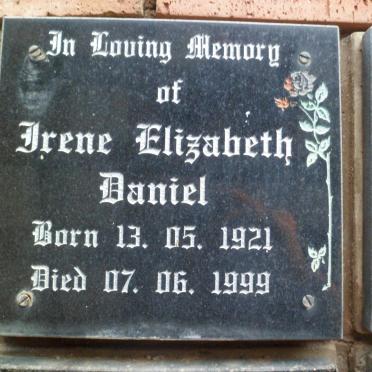 In Loving Memory
of
Irene Elizabeth
Daniel
Born 13. 05. 1921
Died 07. 06. 1999